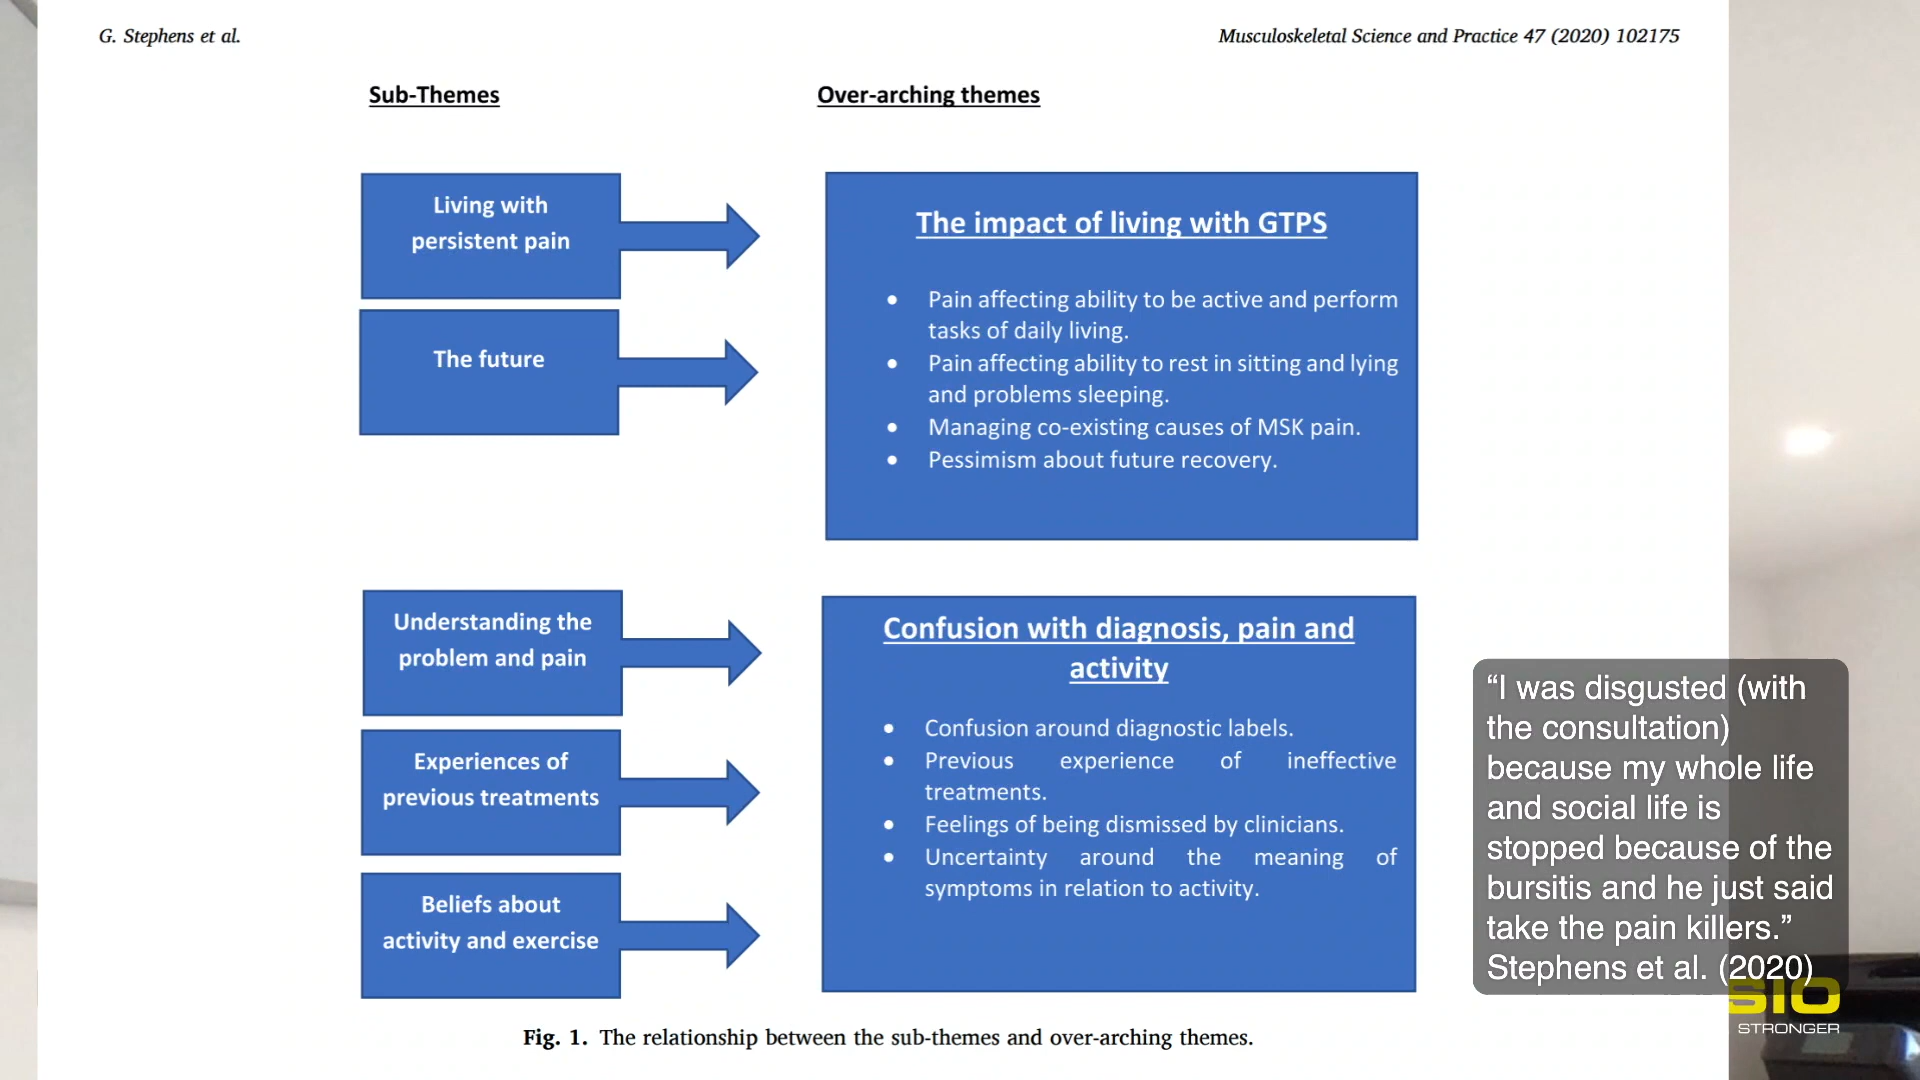 G. Stephens et al.
Musculoskeletal Science and Practice 47 (2020) 102175
Sub-Themes
Over-arching themes
Living with
persistent pain
The future
The impact of living with GTPS
• Pain affecting ability to be active and perform
tasks of daily living.
• Pain affecting ability to rest in sitting and lying
and problems sleeping.
• Managing co-existing causes of MSK pain.
• Pessimism about future recovery.
Understanding the
problem and pain
Experiences of
previous treatments
Beliefs about
activity and exercise
Confusion with diagnosis, pain and
activity
• Confusion around diagnostic labels.
• Previous experience of ineffective
treatments.
• Feelings of being dismissed by clinicians.
• Uncertainty around the meaning of
symptoms in relation to activity.
“I was disgusted (with
the consultation)
because my whole life
and social life is
stopped because of the
bursitis and he just said
take the pain killers.”
Stephens et al. (2020)
SIO
STRONGER
Fig. 1. The relationship between the sub-themes and over-arching themes.